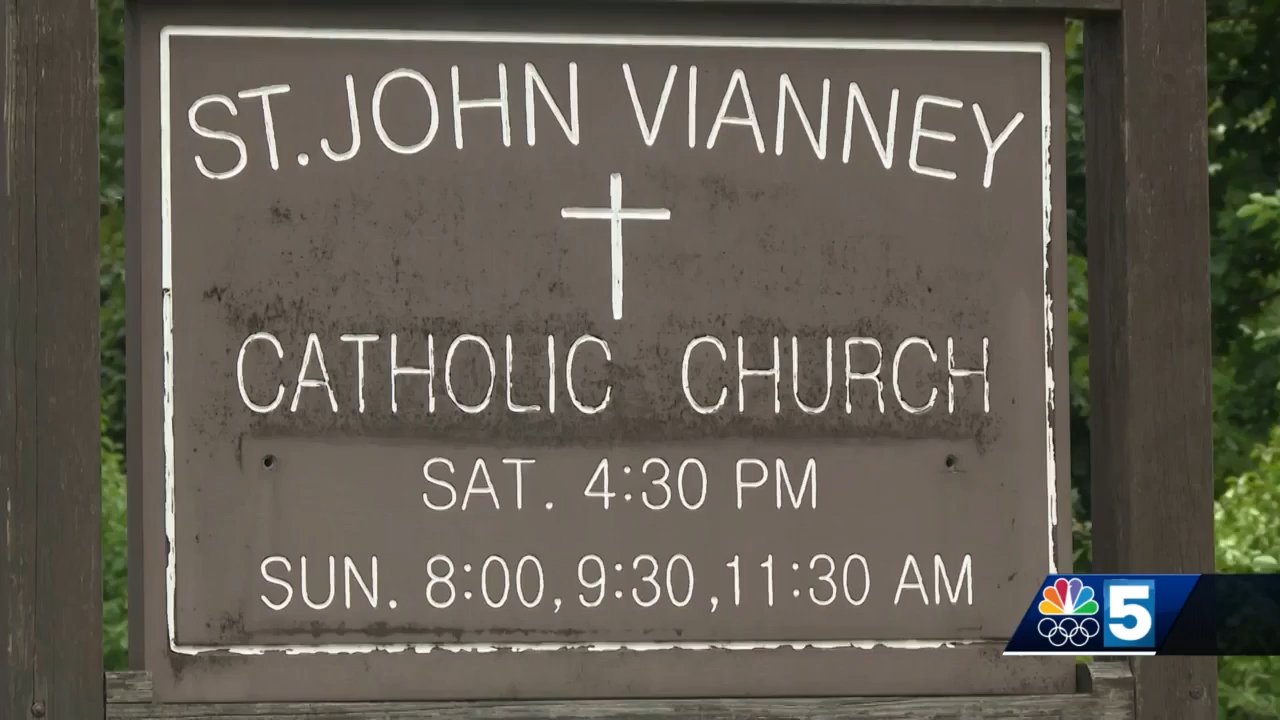 ST. JOHN VIANNEY
CATHOLIC CHURCH
SAT. 4:30 PM
SUN. 8:00, 9:30, 11:30 AM
5